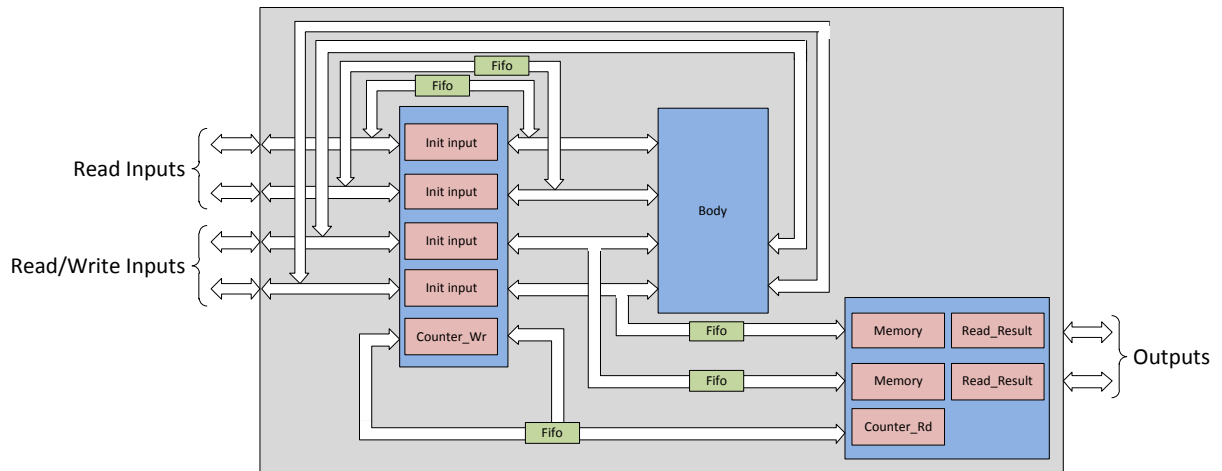 Fifo
Fifo
Init input
Read Inputs
Init input
Body
Init input
Read/Write Inputs
Init input
Counter_Wr
Fifo
Memory
Read_Result
Outputs
Fifo
Memory
Read_Result
Counter_Rd
Fifo